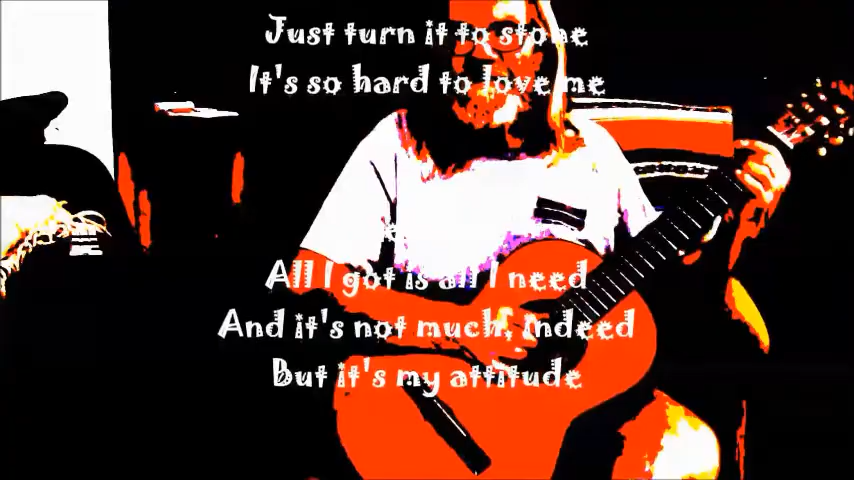 Just turn it to stone
It's so hard to love me
All I got is all I need
And it's not much, indeed
But it's my attitude